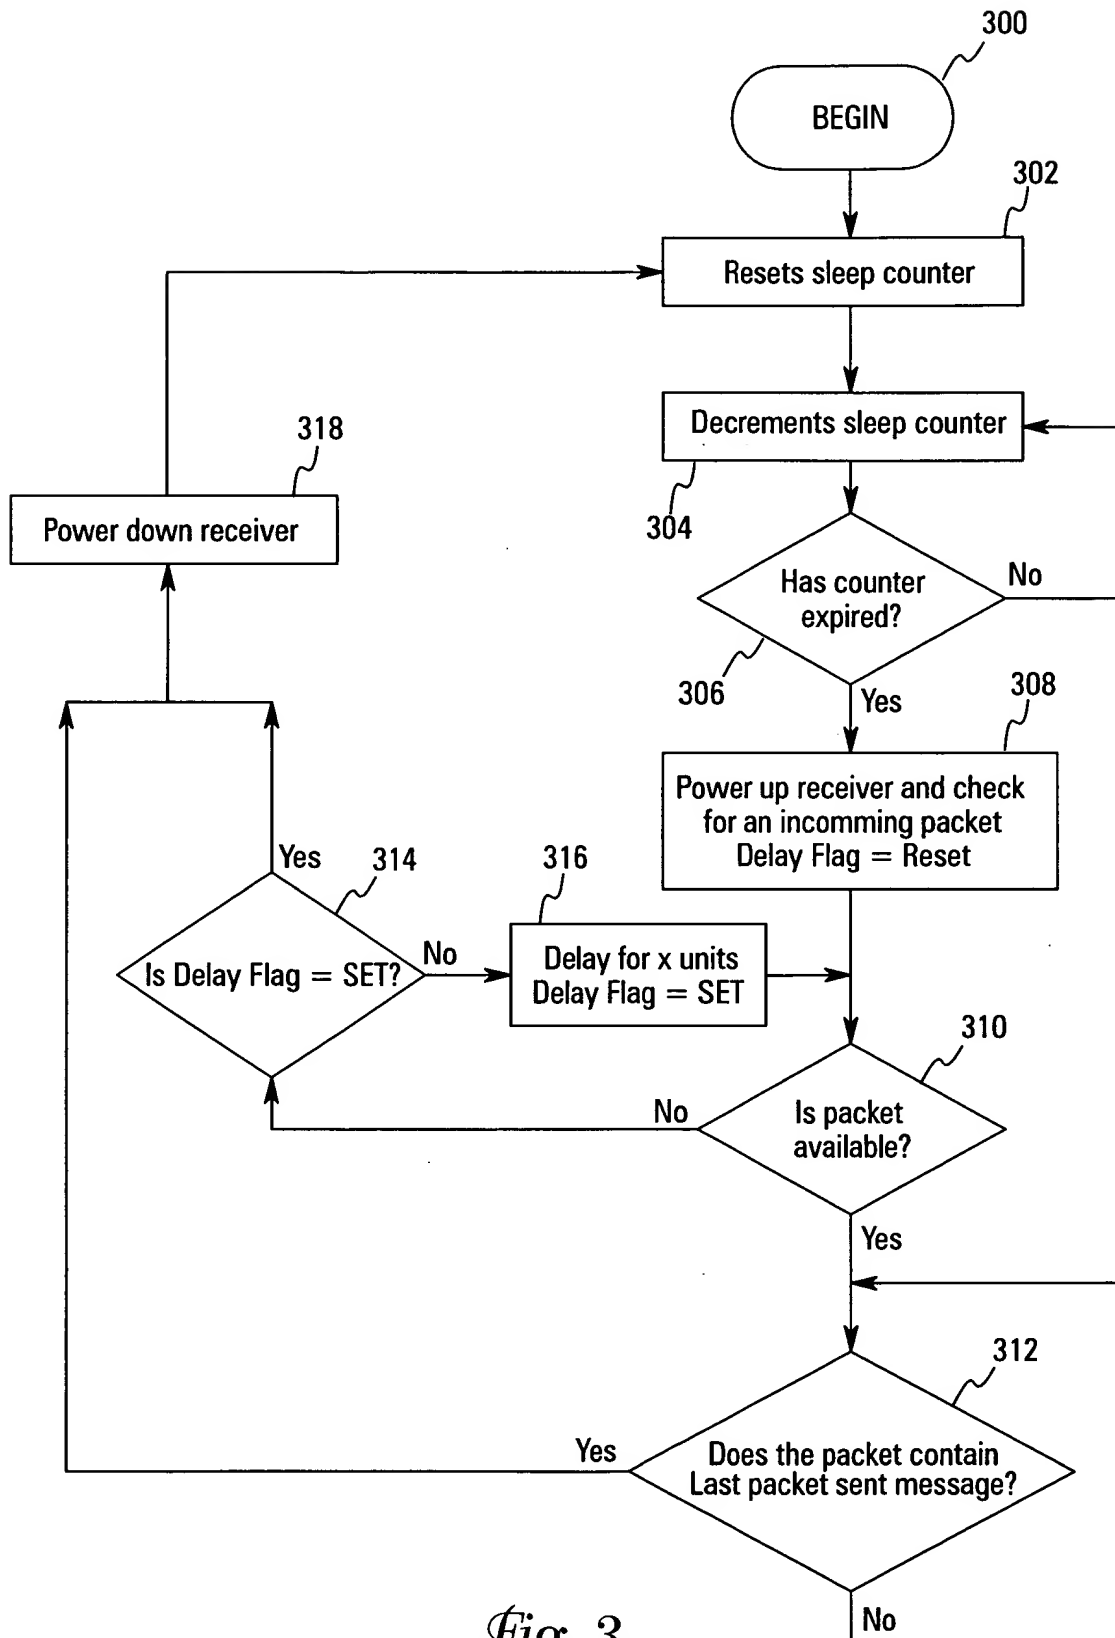 300
BEGIN
302
Resets sleep counter
Decrements sleep counter
304
318
Power down receiver
Has counter
expired?
No
306
Yes
308
Power up receiver and check
for an incomming packet
Delay Flag = Reset
Yes
314
316
Is Delay Flag = SET?
No
Delay for x units
Delay Flag = SET
310
No
Is packet
available?
Yes
312
Yes
Does the packet contain
Last packet sent message?
No
Fig. 3